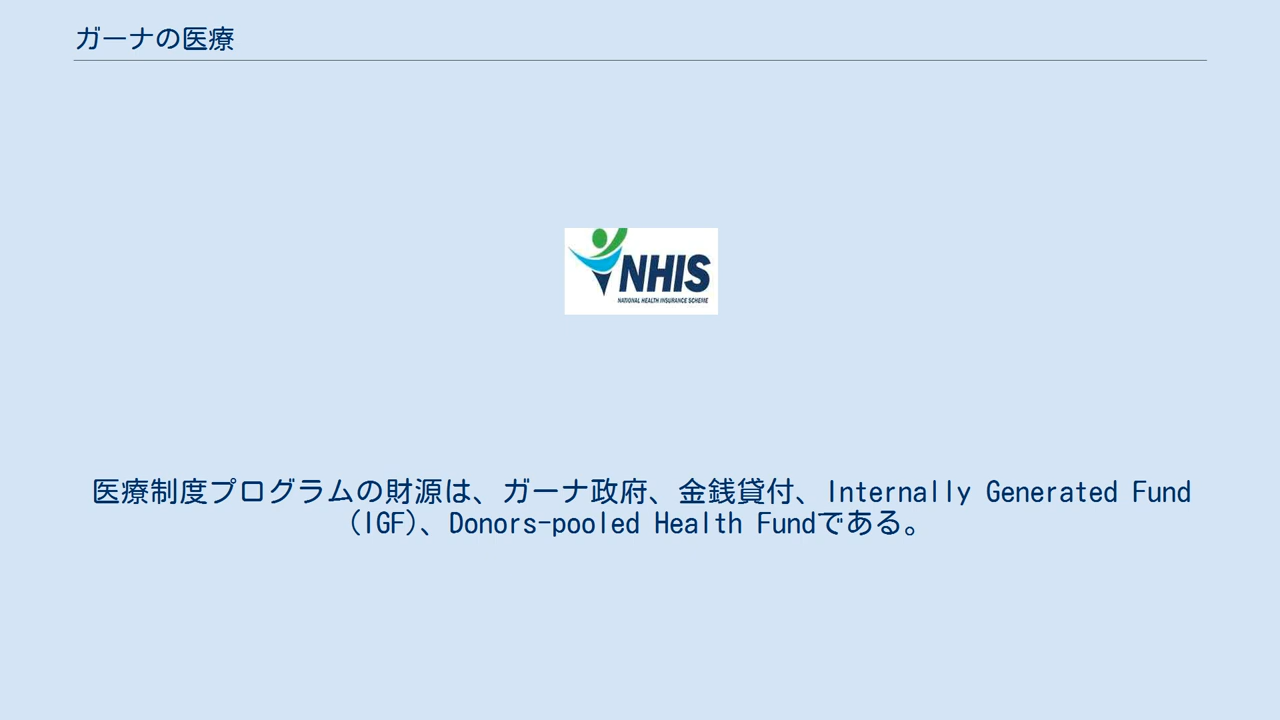 ガーナの医療
NHIS
NATIONAL HEALTH INSURANCE SCHEME
医療制度プログラムの財源は、ガーナ政府、金銭貸付、Internally Generated Fund
(IGF)、Donors-pooled Health Fundである。